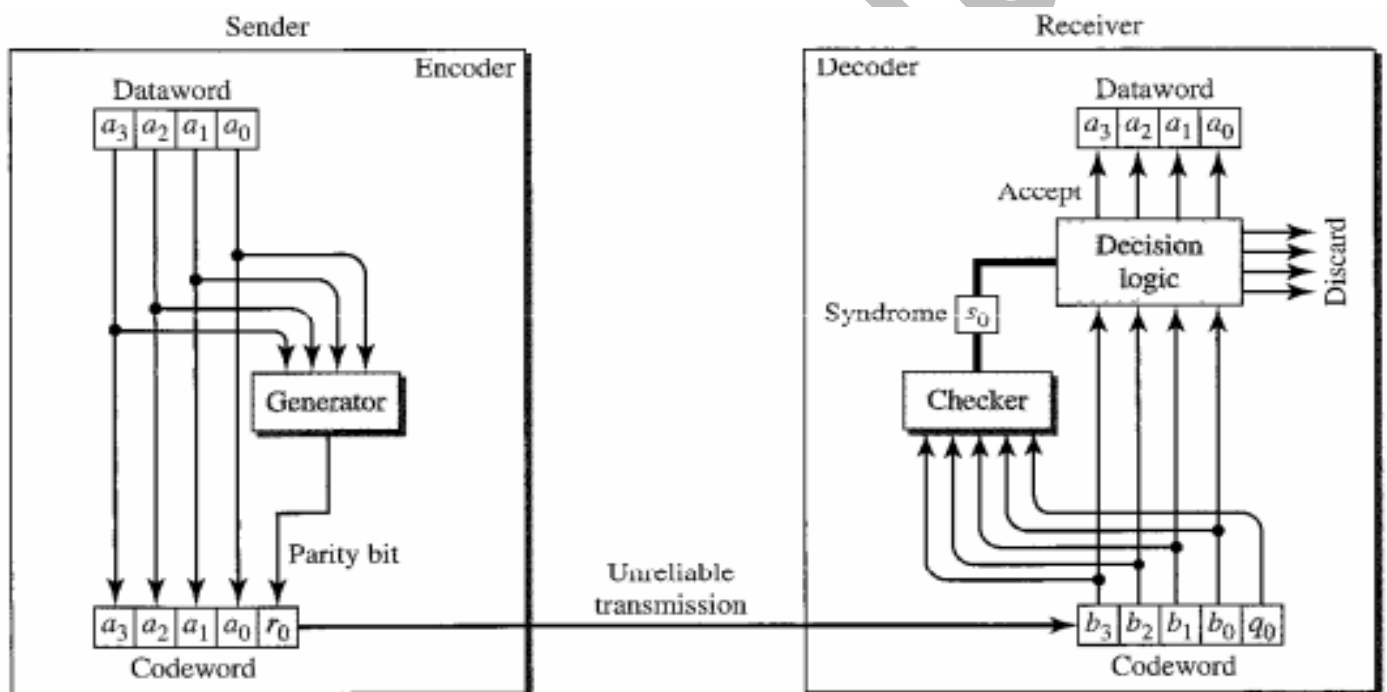 Sender
Encoder
Dataword
a3 a2 a1 a0
Generator
Parity bit
a3 a2 a1 a0 r0
Codeword
Unreliable
transmission
Receiver
Decoder
Dataword
a3 a2 a1 a0
Accept
Decision
logic
Discard
Syndrome s0
Checker
b3 b2 b1 b0 q0
Codeword